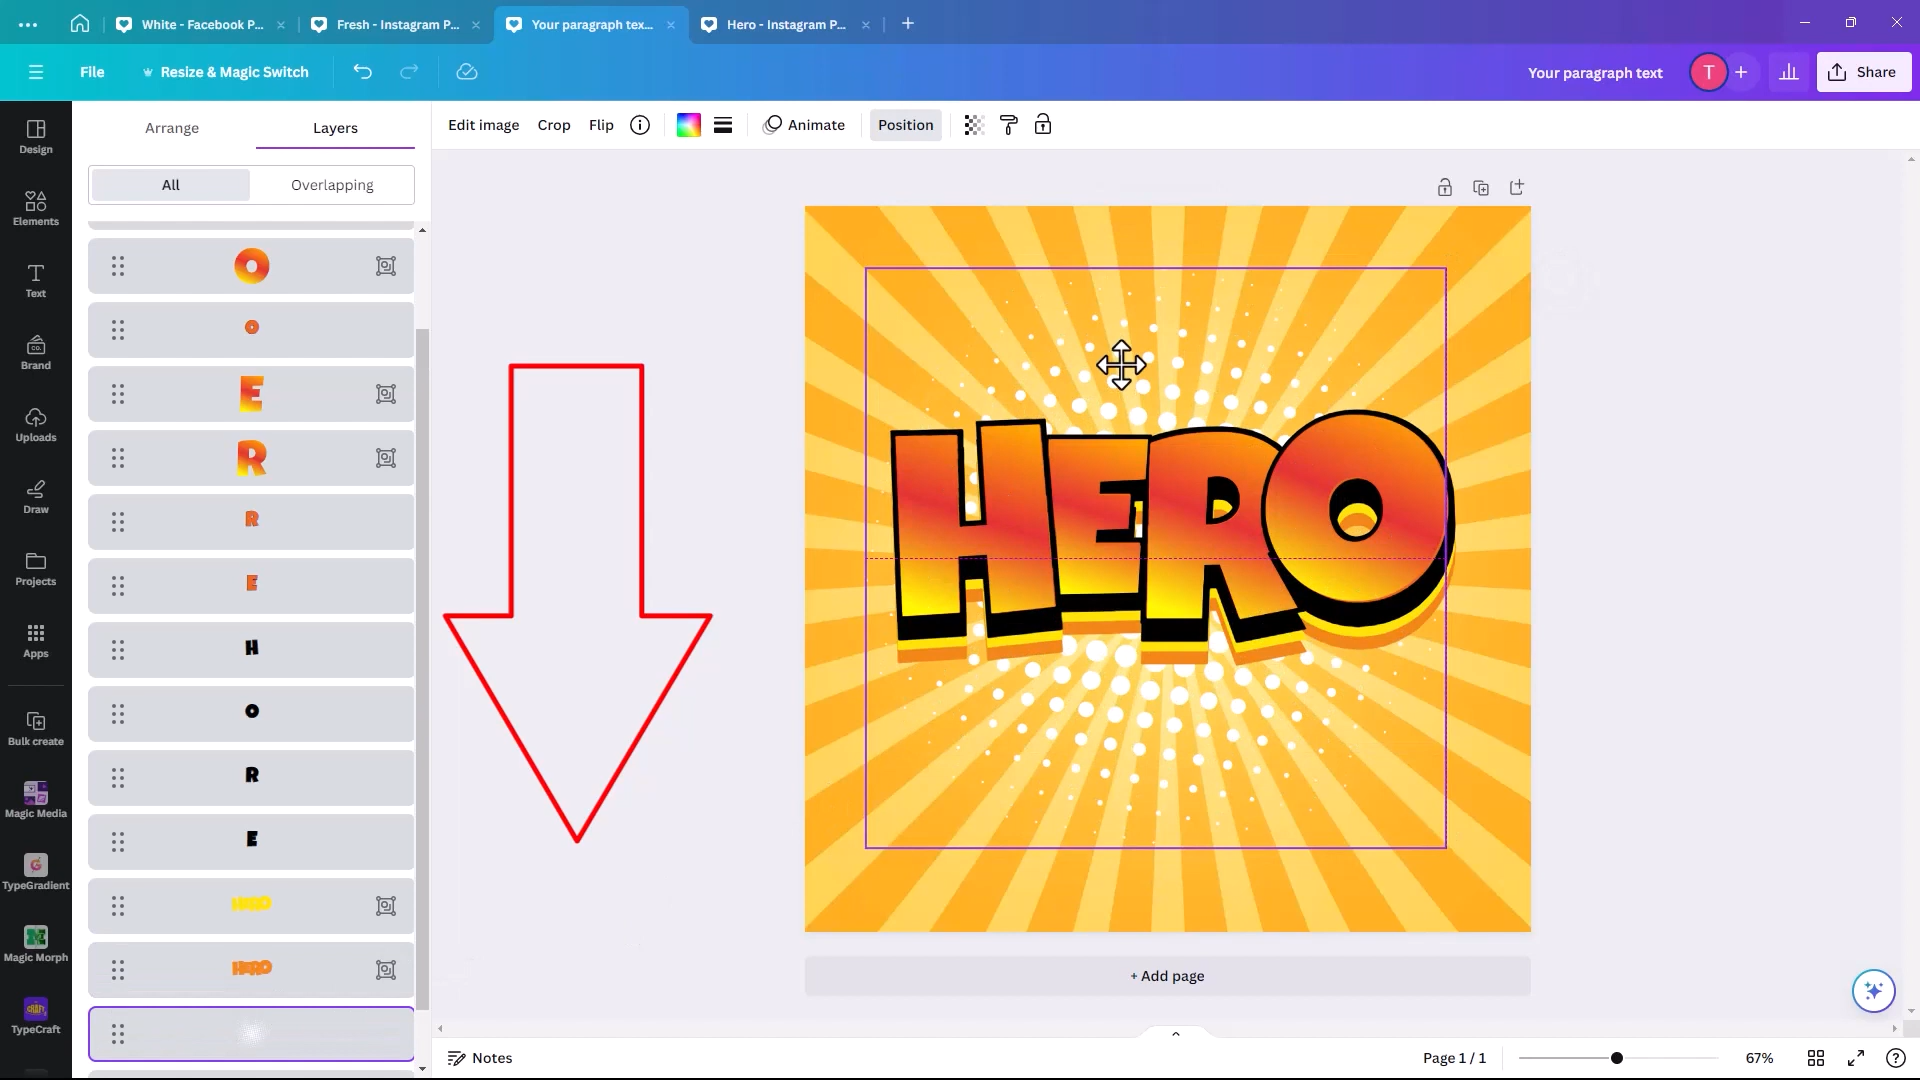 White - Facebook P...
Fresh - Instagram P...
Your paragraph tex...
Hero - Instagram P...
File
Resize & Magic Switch
Your paragraph text
T
Share
Design
Elements
Text
Brand
Uploads
Draw
Projects
Apps
Bulk create
Magic Media
TypeGradient
Magic Morph
TypeCraft
Arrange
Layers
All
Overlapping
O
O
E
R
R
E
H
O
R
E
HERO
HERO
Edit image
Crop
Flip
Animate
Position
HERO
+ Add page
Notes
Page 1 / 1
67%